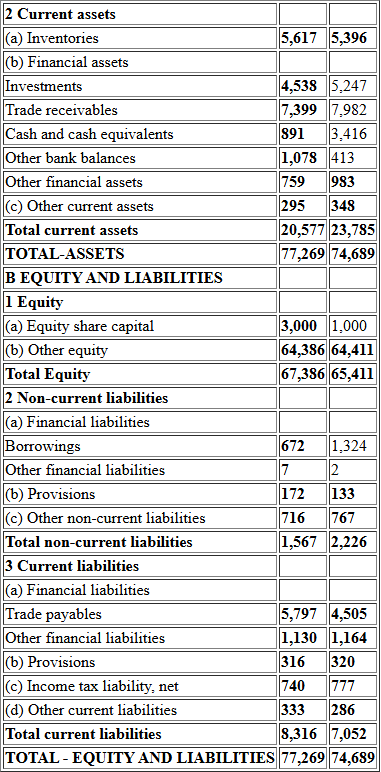 2 Current assets
(a) Inventories 5,617 5,396
(b) Financial assets
Investments 4,538 5,247
Trade receivables 7,399 7,982
Cash and cash equivalents 891 3,416
Other bank balances 1,078 413
Other financial assets 759 983
(c) Other current assets 295 348
Total current assets 20,577 23,785
TOTAL-ASSETS 77,269 74,689
B EQUITY AND LIABILITIES
1 Equity
(a) Equity share capital 3,000 1,000
(b) Other equity 64,386 64,411
Total Equity 67,386 65,411
2 Non-current liabilities
(a) Financial liabilities
Borrowings 672 1,324
Other financial liabilities 7 2
(b) Provisions 172 133
(c) Other non-current liabilities 716 767
Total non-current liabilities 1,567 2,226
3 Current liabilities
(a) Financial liabilities
Trade payables 5,797 4,505
Other financial liabilities 1,130 1,164
(b) Provisions 316 320
(c) Income tax liability, net 740 777
(d) Other current liabilities 333 286
Total current liabilities 8,316 7,052
TOTAL - EQUITY AND LIABILITIES 77,269 74,689